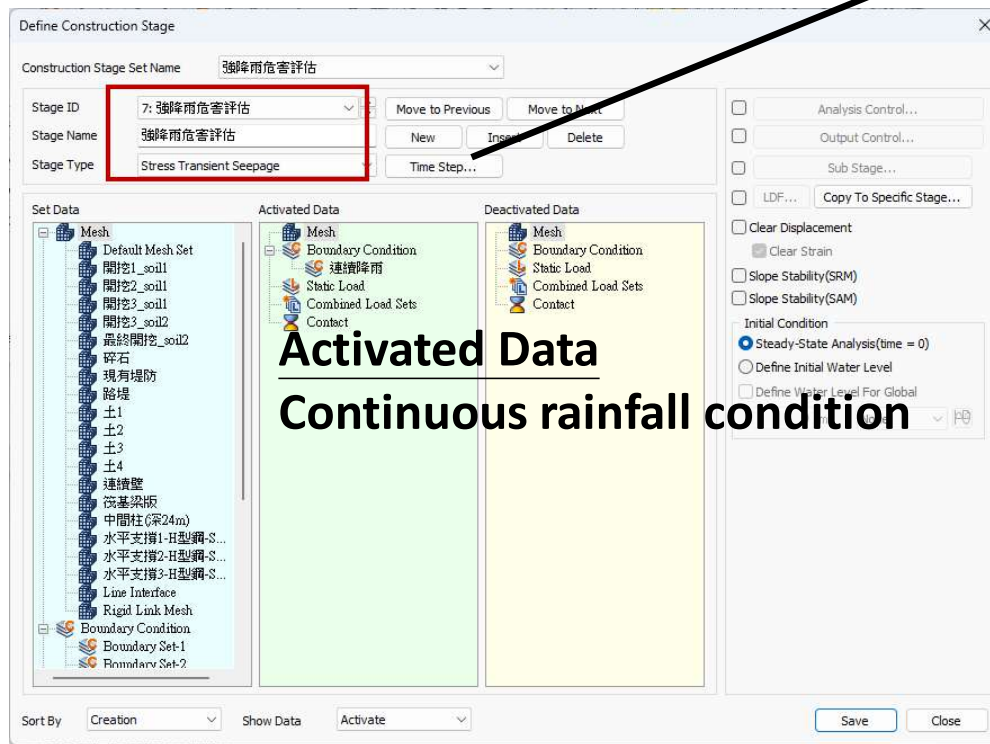 Define Construction Stage
Construction Stage Set Name 強降雨危害評估
Stage ID 7: 強降雨危害評估 Move to Previous Move to Next
Stage Name 強降雨危害評估 New Insert Delete
Stage Type Stress Transient Seepage Time Step...
Analysis Control...
Output Control...
Sub Stage...
LDF... Copy To Specific Stage...
Set Data
Mesh
Default Mesh Set
開挖1_soil1
開挖2_soil1
開挖3_soil1
開挖3_soil2
最終開挖_soil2
碎石
現有堤防
路堤
土1
土2
土3
土4
連續壁
筏基梁版
中間柱(深24m)
水平支撐1-H型鋼-S...
水平支撐2-H型鋼-S...
水平支撐3-H型鋼-S...
Line Interface
Rigid Link Mesh
Boundary Condition
Boundary Set-1
Boundary Set-2
Activated Data
Mesh
Boundary Condition
連續降雨
Static Load
Combined Load Sets
Contact
Deactivated Data
Mesh
Boundary Condition
Static Load
Combined Load Sets
Contact
Activated Data
Continuous rainfall condition
Clear Displacement
Clear Strain
Slope Stability(SRM)
Slope Stability(SAM)
Initial Condition
Steady-State Analysis(time = 0)
Define Initial Water Level
Define Water Level For Global
Sort By Creation Show Data Activate Save Close